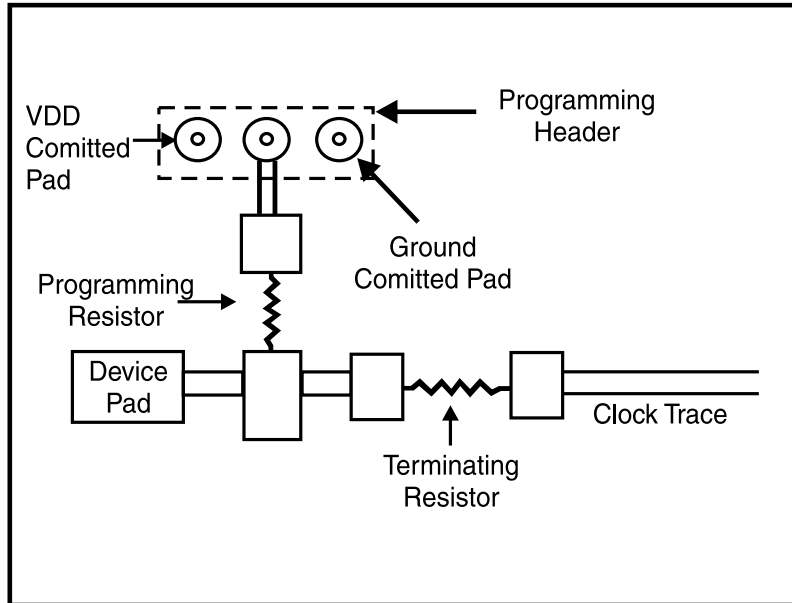 VDD
Comitted
Pad
Programming
Header
Ground
Comitted Pad
Programming
Resistor
Device
Pad
Clock Trace
Terminating
Resistor